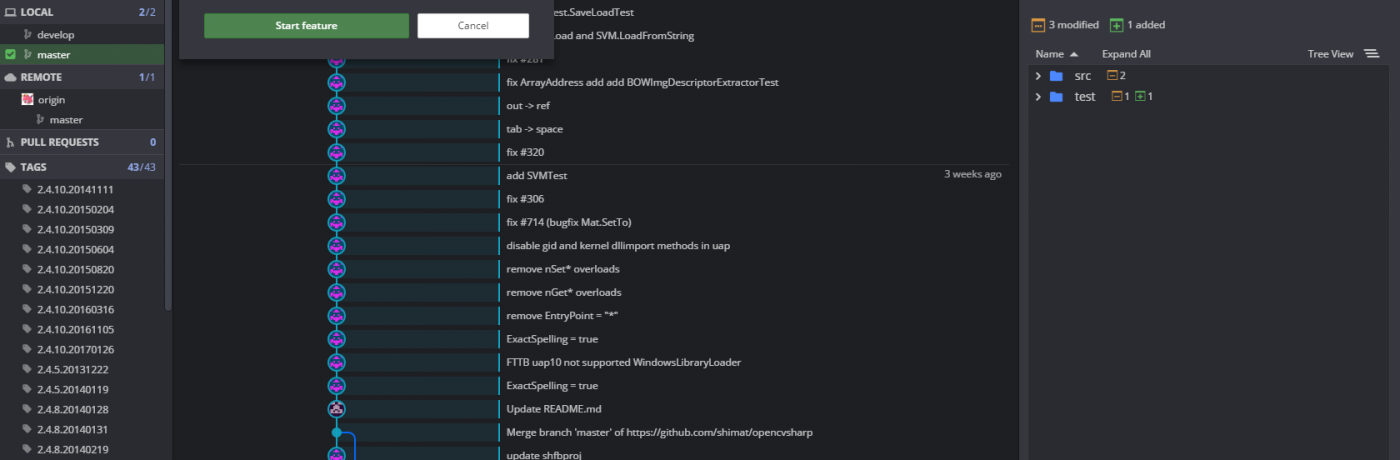 LOCAL 2/2
develop
master
REMOTE 1/1
origin
master
PULL REQUESTS 0
TAGS 43/43
2.4.10.20141111
2.4.10.20150204
2.4.10.20150309
2.4.10.20150604
2.4.10.20150820
2.4.10.20151220
2.4.10.20160316
2.4.10.20161105
2.4.10.20170126
2.4.5.20131222
2.4.5.20140119
2.4.8.20140128
2.4.8.20140131
2.4.8.20140219
Start feature Cancel
est.SaveLoadTest
Load and SVM.LoadFromString
fix #281
fix ArrayAddress add add BOWImgDescriptorExtractorTest
out -> ref
tab -> space
fix #320
add SVMTest 3 weeks ago
fix #306
fix #714 (bugfix Mat.SetTo)
disable gid and kernel dllimport methods in uap
remove nSet* overloads
remove nGet* overloads
remove EntryPoint = "*"
ExactSpelling = true
FTTB uap10 not supported WindowsLibraryLoader
ExactSpelling = true
Update README.md
Merge branch 'master' of https://github.com/shimat/opencvsharp
update shfbproj
3 modified 1 added
Name Expand All Tree View
src 2
test 1 1